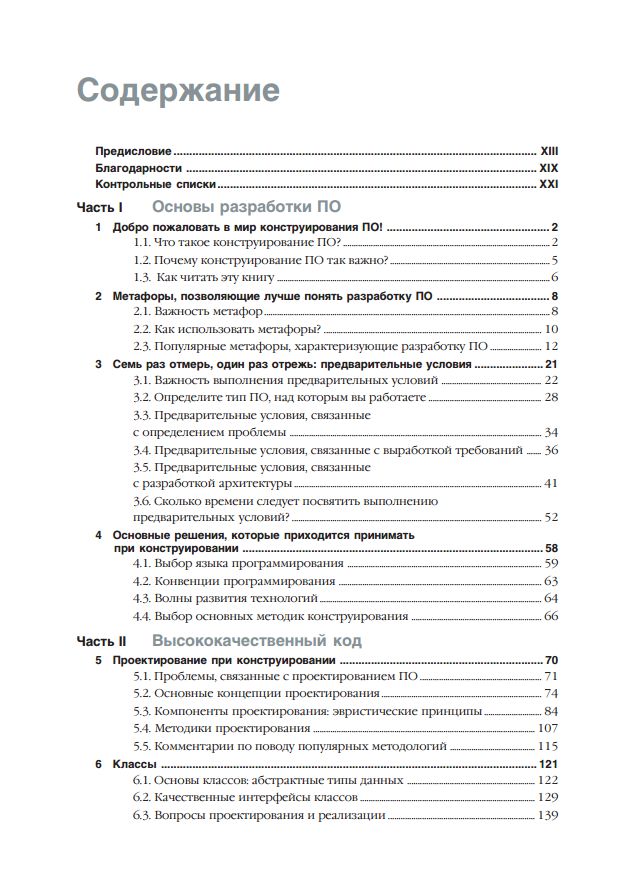 Содержание
Предисловие ..... XIII
Благодарности ..... XIX
Контрольные списки ..... XXI
Часть I Основы разработки ПО
1 Добро пожаловать в мир конструирования ПО! ..... 2
1.1. Что такое конструирование ПО? ..... 2
1.2. Почему конструирование ПО так важно? ..... 5
1.3. Как читать эту книгу ..... 6
2 Метафоры, позволяющие лучше понять разработку ПО ..... 8
2.1. Важность метафор ..... 8
2.2. Как использовать метафоры? ..... 10
2.3. Популярные метафоры, характеризующие разработку ПО ..... 12
3 Семь раз отмерь, один раз отрежь: предварительные условия ..... 21
3.1. Важность выполнения предварительных условий ..... 22
3.2. Определите тип ПО, над которым вы работаете ..... 28
3.3. Предварительные условия, связанные
с определением проблемы ..... 34
3.4. Предварительные условия, связанные с выработкой требований ..... 36
3.5. Предварительные условия, связанные
с разработкой архитектуры ..... 41
3.6. Сколько времени следует посвятить выполнению
предварительных условий? ..... 52
4 Основные решения, которые приходится принимать
при конструировании ..... 58
4.1. Выбор языка программирования ..... 59
4.2. Конвенции программирования ..... 63
4.3. Волны развития технологий ..... 64
4.4. Выбор основных методик конструирования ..... 66
Часть II Высококачественный код
5 Проектирование при конструировании ..... 70
5.1. Проблемы, связанные с проектированием ПО ..... 71
5.2. Основные концепции проектирования ..... 74
5.3. Компоненты проектирования: эвристические принципы ..... 84
5.4. Методики проектирования ..... 107
5.5. Комментарии по поводу популярных методологий ..... 115
6 Классы ..... 121
6.1. Основы классов: абстрактные типы данных ..... 122
6.2. Качественные интерфейсы классов ..... 129
6.3. Вопросы проектирования и реализации ..... 139